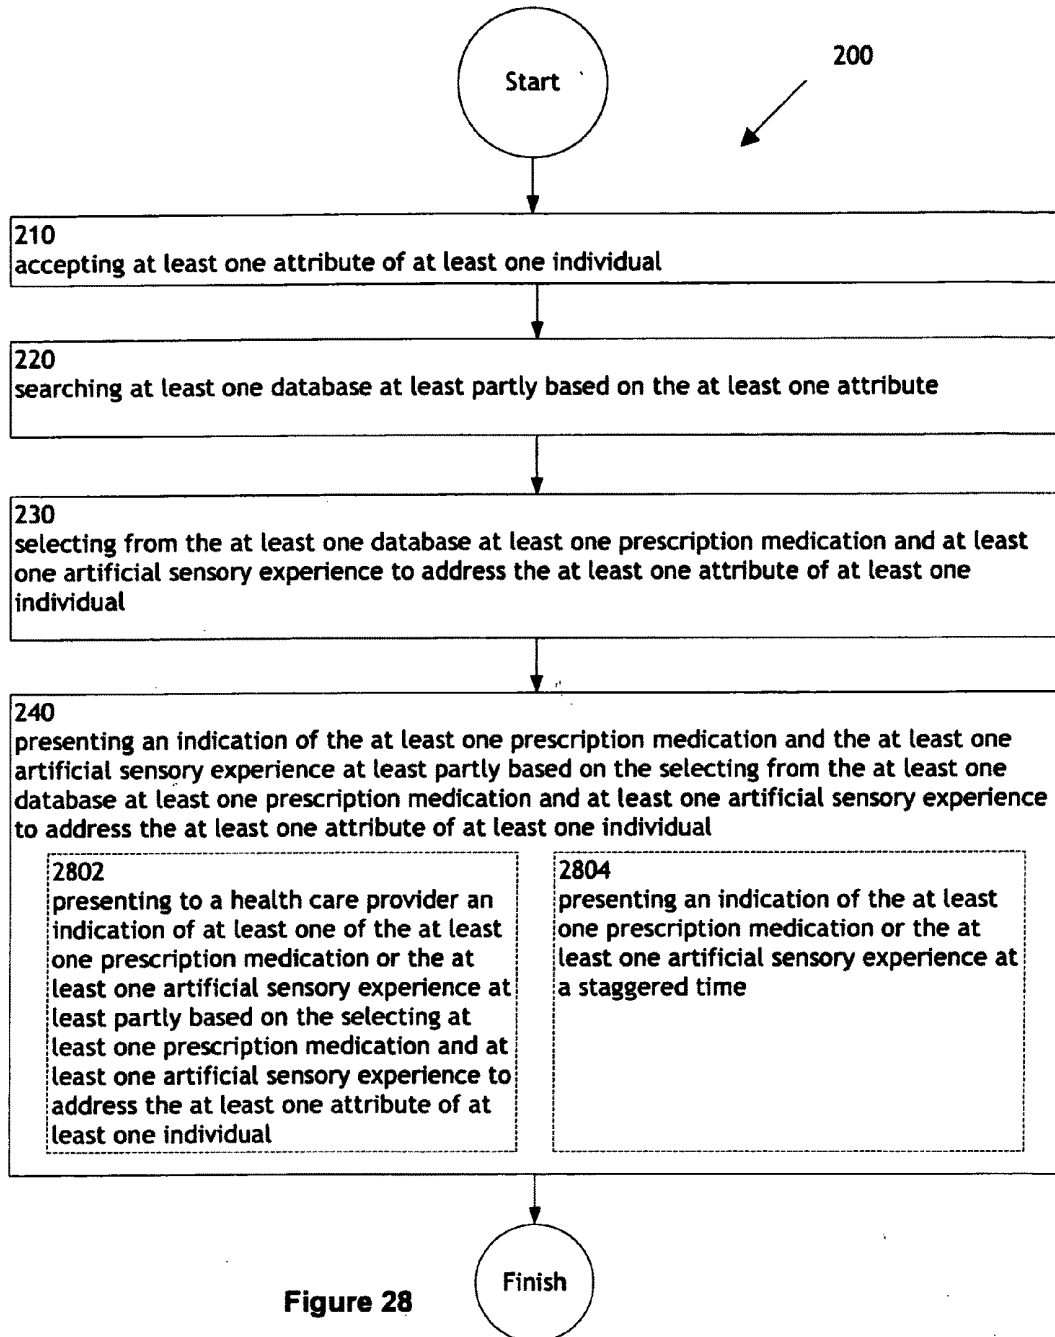 Start
200
210
accepting at least one attribute of at least one individual
220
searching at least one database at least partly based on the at least one attribute
230
selecting from the at least one database at least one prescription medication and at least
one artificial sensory experience to address the at least one attribute of at least one
individual
240
presenting an indication of the at least one prescription medication and the at least one
artificial sensory experience at least partly based on the selecting from the at least one
database at least one prescription medication and at least one artificial sensory experience
to address the at least one attribute of at least one individual
2802
presenting to a health care provider an
indication of at least one of the at least
one prescription medication or the at
least one artificial sensory experience at
least partly based on the selecting at
least one prescription medication and at
least one artificial sensory experience to
address the at least one attribute of at
least one individual
2804
presenting an indication of the at least
one prescription medication or the at
least one artificial sensory experience at
a staggered time
Finish
Figure 28